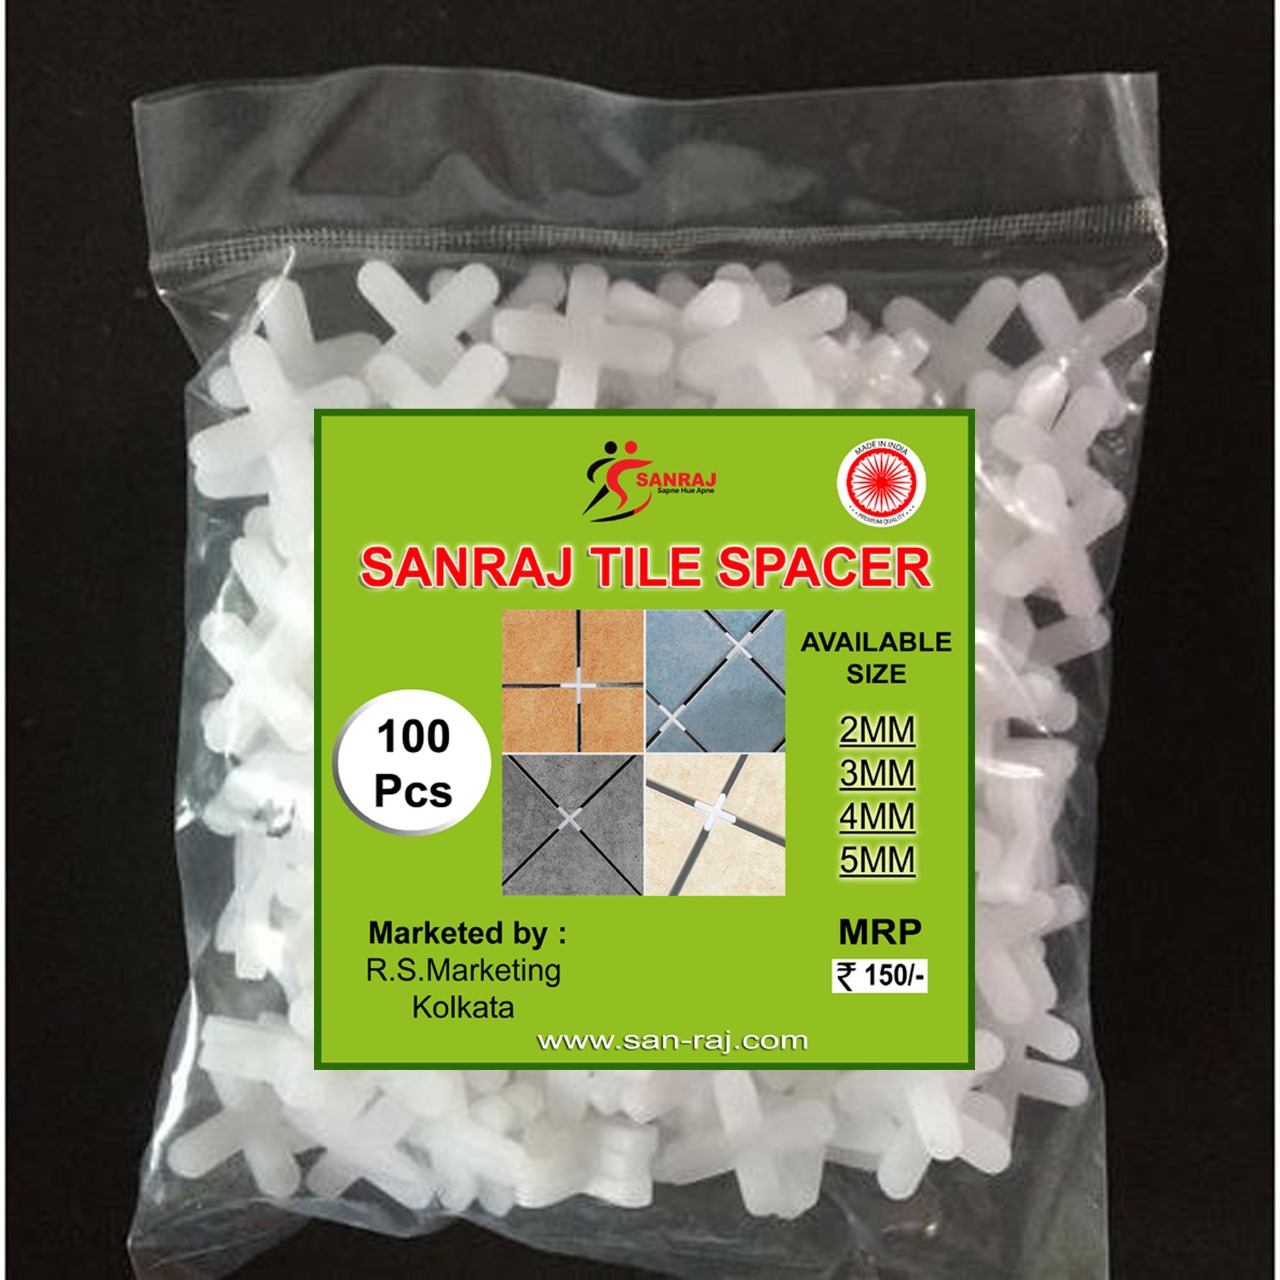 SANRAJ
Sapne Hue Apne
MADE IN INDIA
PREMIUM QUALITY
SANRAJ TILE SPACER
AVAILABLE
SIZE
2MM
3MM
4MM
5MM
100
Pcs
Marketed by :
R.S.Marketing
Kolkata
MRP
₹ 150/-
www.san-raj.com